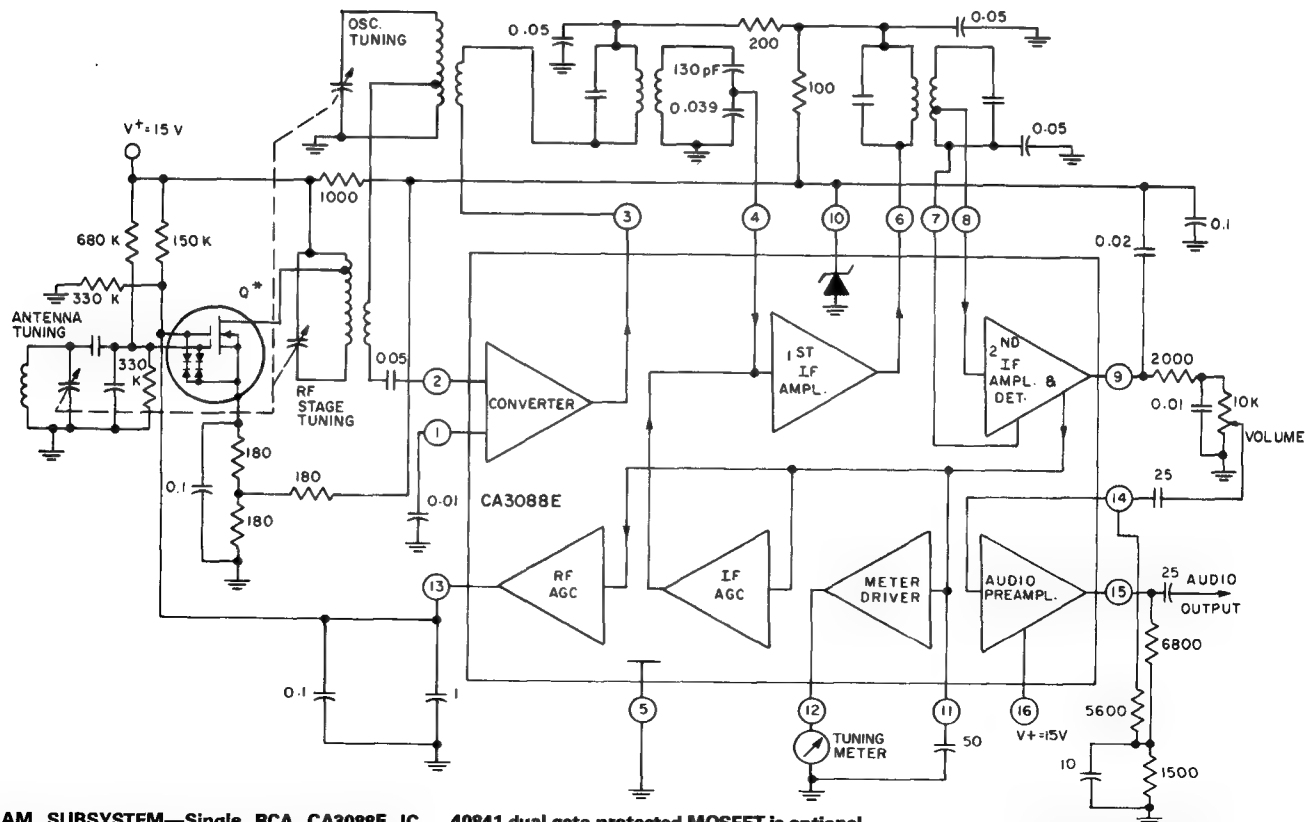 OSC.
TUNING
0.05
200
0.05
130 pF
0.039
100
0.05
V+=15 V
1000
3
4
10
6
7
8
0.1
680 K
150 K
0.02
330 K
Q*
ANTENNA
TUNING
330
K
RF
STAGE
TUNING
0.05
2
CONVERTER
1
1ST
I.F
AMPL.
2ND
IF
AMPL. &
DET.
9
2000
0.01
10K
VOLUME
180
0.1
180
180
0.01
CA3088E
14
25
13
RF
AGC
I.F
AGC
METER
DRIVER
AUDIO
PREAMPL.
15
25
AUDIO
OUTPUT
6800
0.1
1
5
12
11
16
V+=15V
5600
TUNING
METER
50
10
1500
AM SUBSYSTEM—Single RCA CA3088E IC
40841 dual-gate protected MOSFET is optional